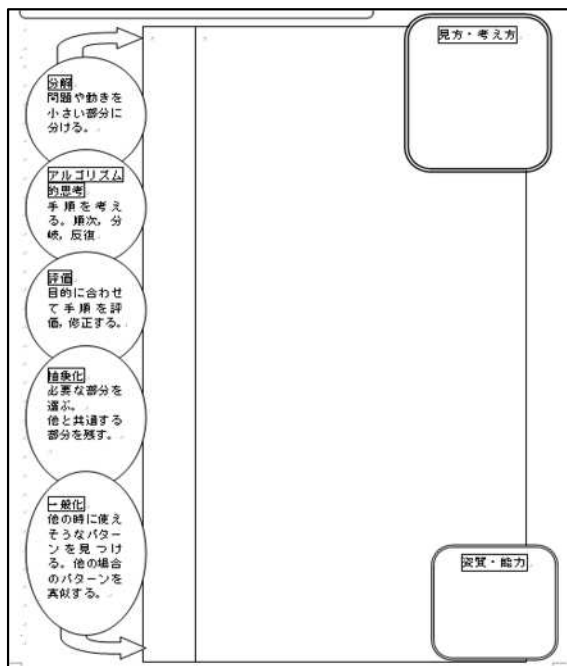 見方・考え方
分解
問題や動きを
小さい部分に
分ける。
アルゴリズム
的思考
手順を考え
る。順次，分
岐，反復
評価
目的に合わせ
て手順を評
価，修正する。
抽象化
必要な部分を
選ぶ。
他と共通する
部分を残す。
一般化
他の時に使え
そうなパター
ンを見つけ
る。他の場合
のパターンを
真似する。
資質・能力